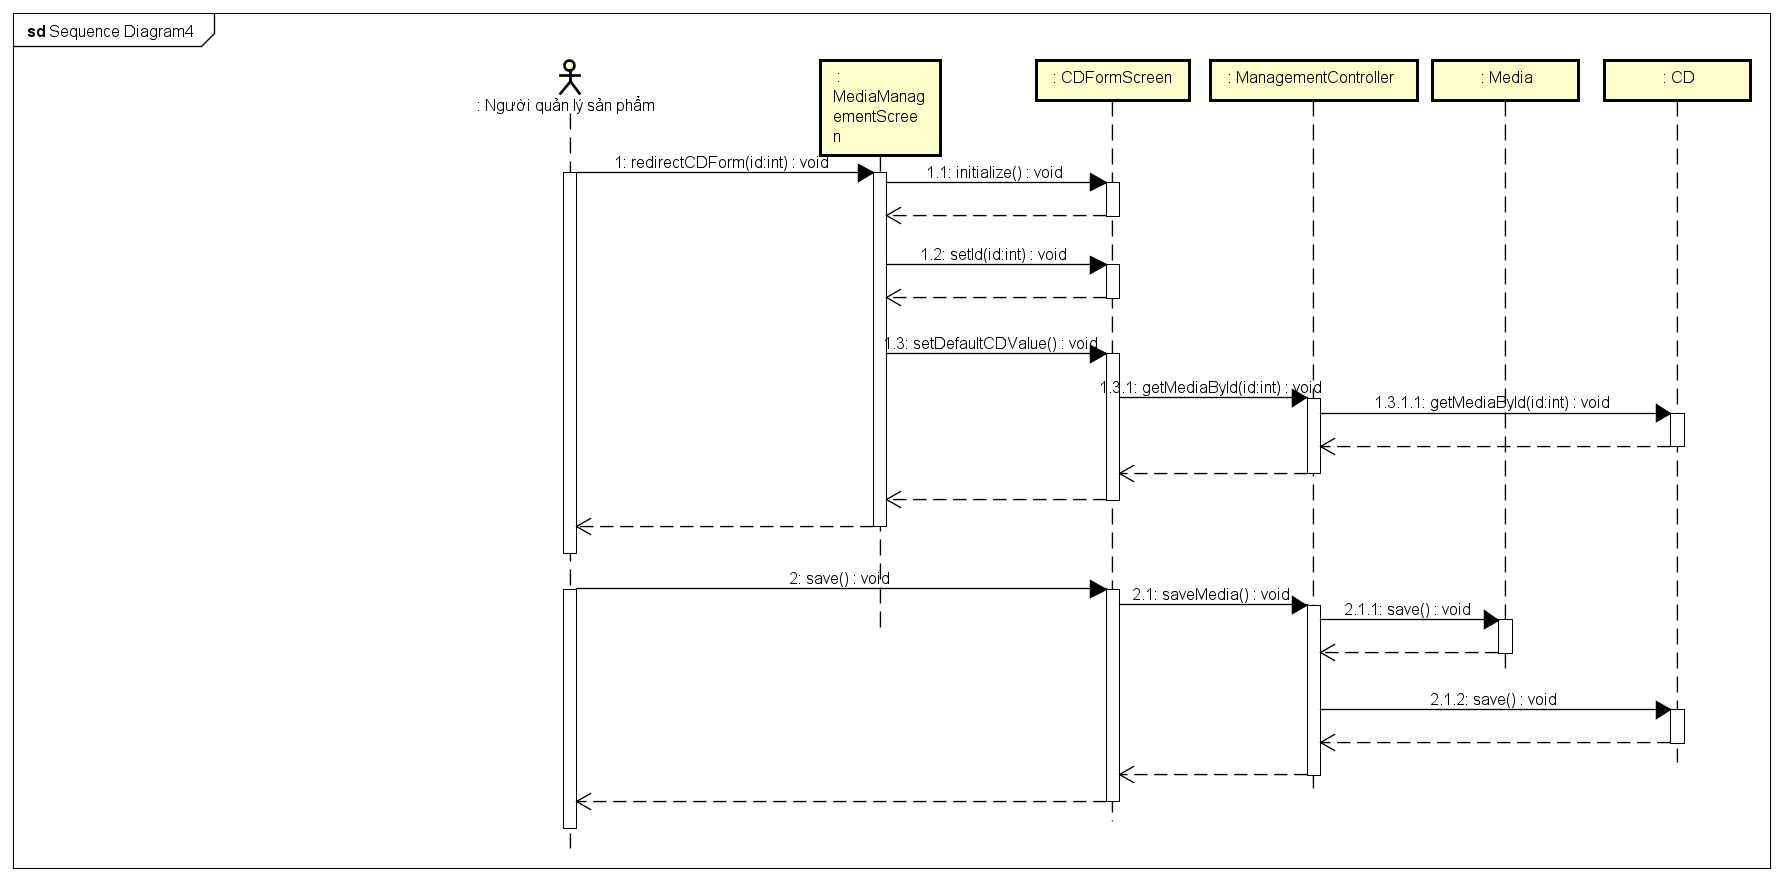 sd Sequence Diagram4
: Người quản lý sản phẩm
:
MediaManag
ementScree
n
: CDFormScreen
: ManagementController
: Media
: CD
1: redirectCDForm(id:int) : void
1.1: initialize() : void
1.2: setId(id:int) : void
1.3: setDefaultCDValue() : void
1.3.1: getMediaById(id:int) : void
1.3.1.1: getMediaById(id:int) : void
2: save() : void
2.1: saveMedia() : void
2.1.1: save() : void
2.1.2: save() : void